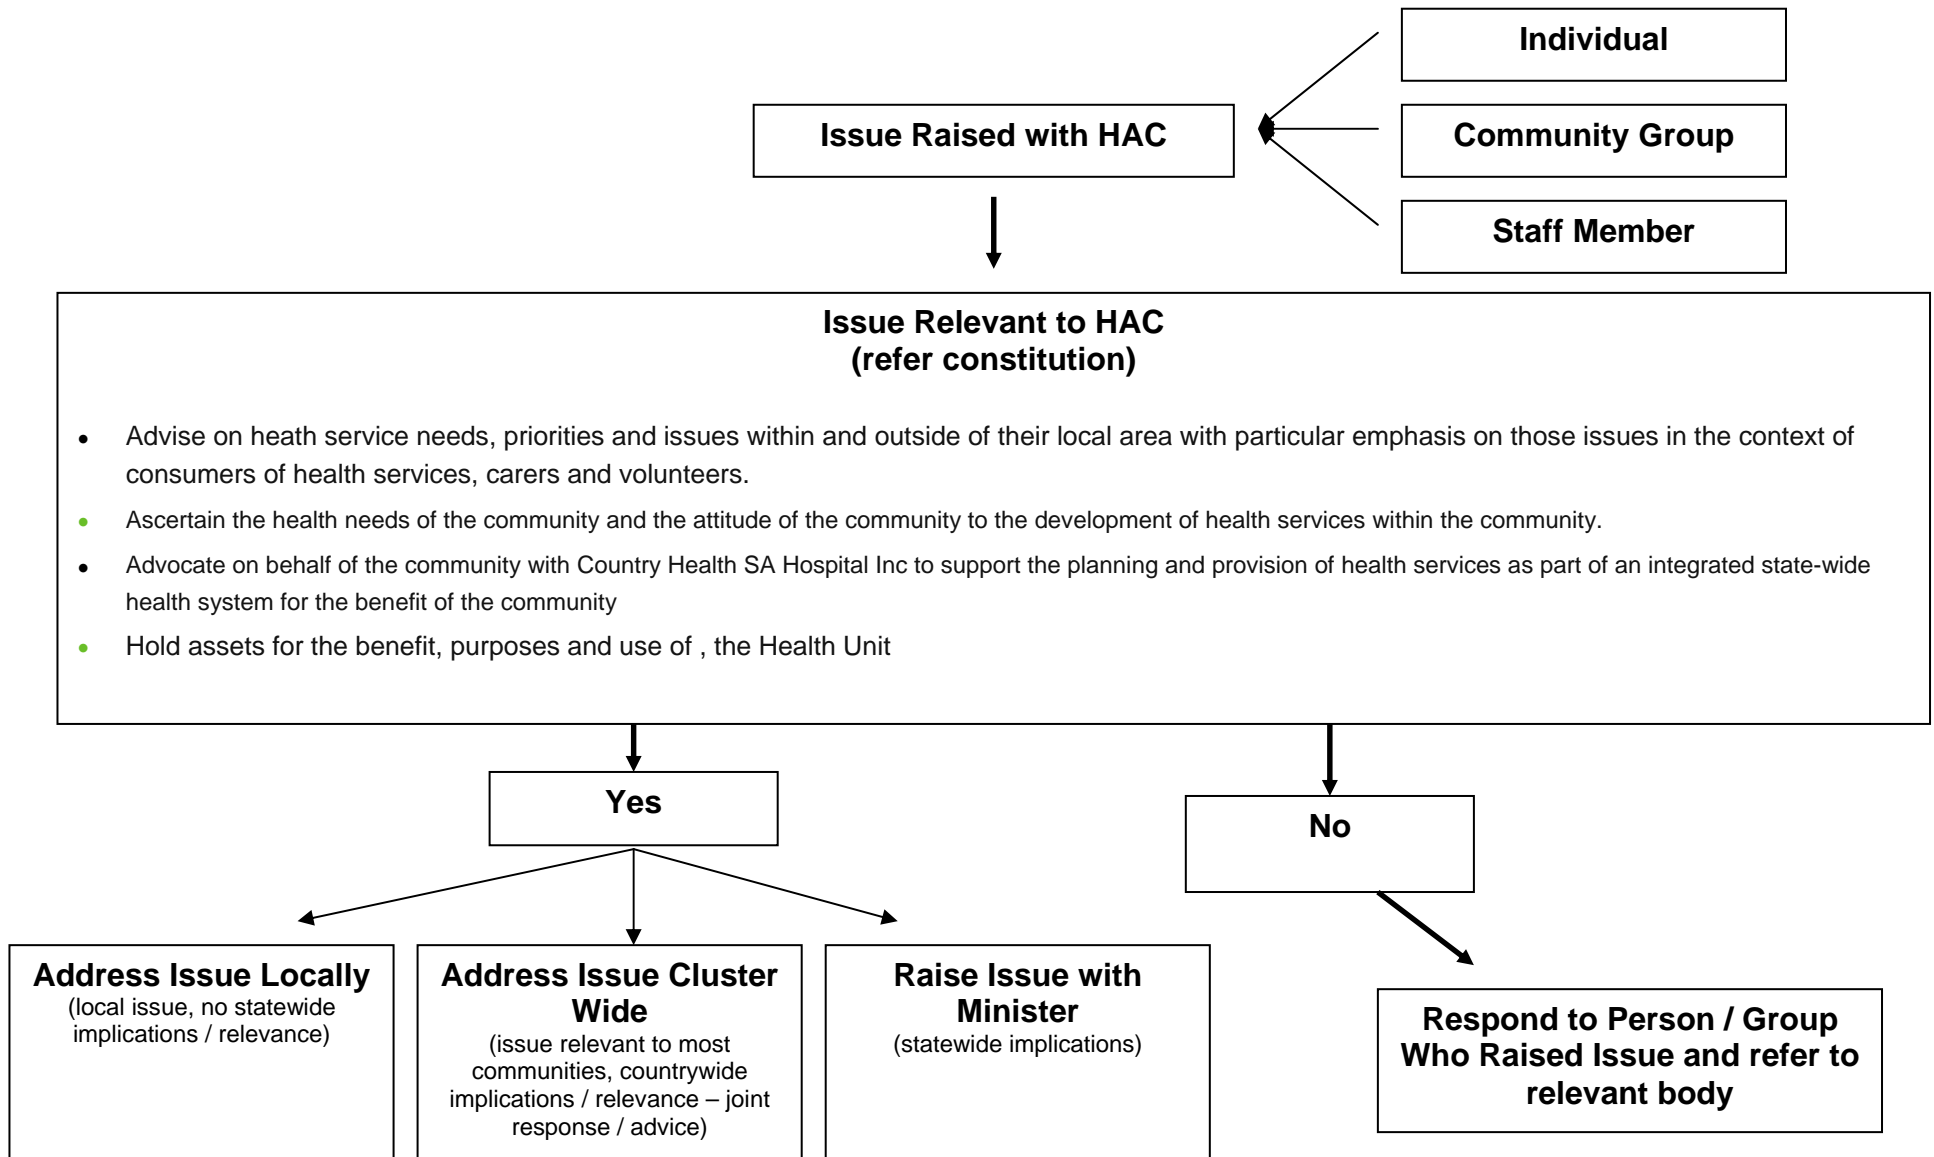 Individual
Issue Raised with HAC
Community Group
Staff Member
Issue Relevant to HAC
(refer constitution)
• Advise on heath service needs, priorities and issues within and outside of their local area with particular emphasis on those issues in the context of
consumers of health services, carers and volunteers.
• Ascertain the health needs of the community and the attitude of the community to the development of health services within the community.
• Advocate on behalf of the community with Country Health SA Hospital Inc to support the planning and provision of health services as part of an integrated state-wide
health system for the benefit of the community
• Hold assets for the benefit, purposes and use of , the Health Unit
Yes
No
Address Issue Locally
(local issue, no statewide
implications / relevance)
Address Issue Cluster
Wide
(issue relevant to most
communities, countrywide
implications / relevance – joint
response / advice)
Raise Issue with
Minister
(statewide implications)
Respond to Person / Group
Who Raised Issue and refer to
relevant body